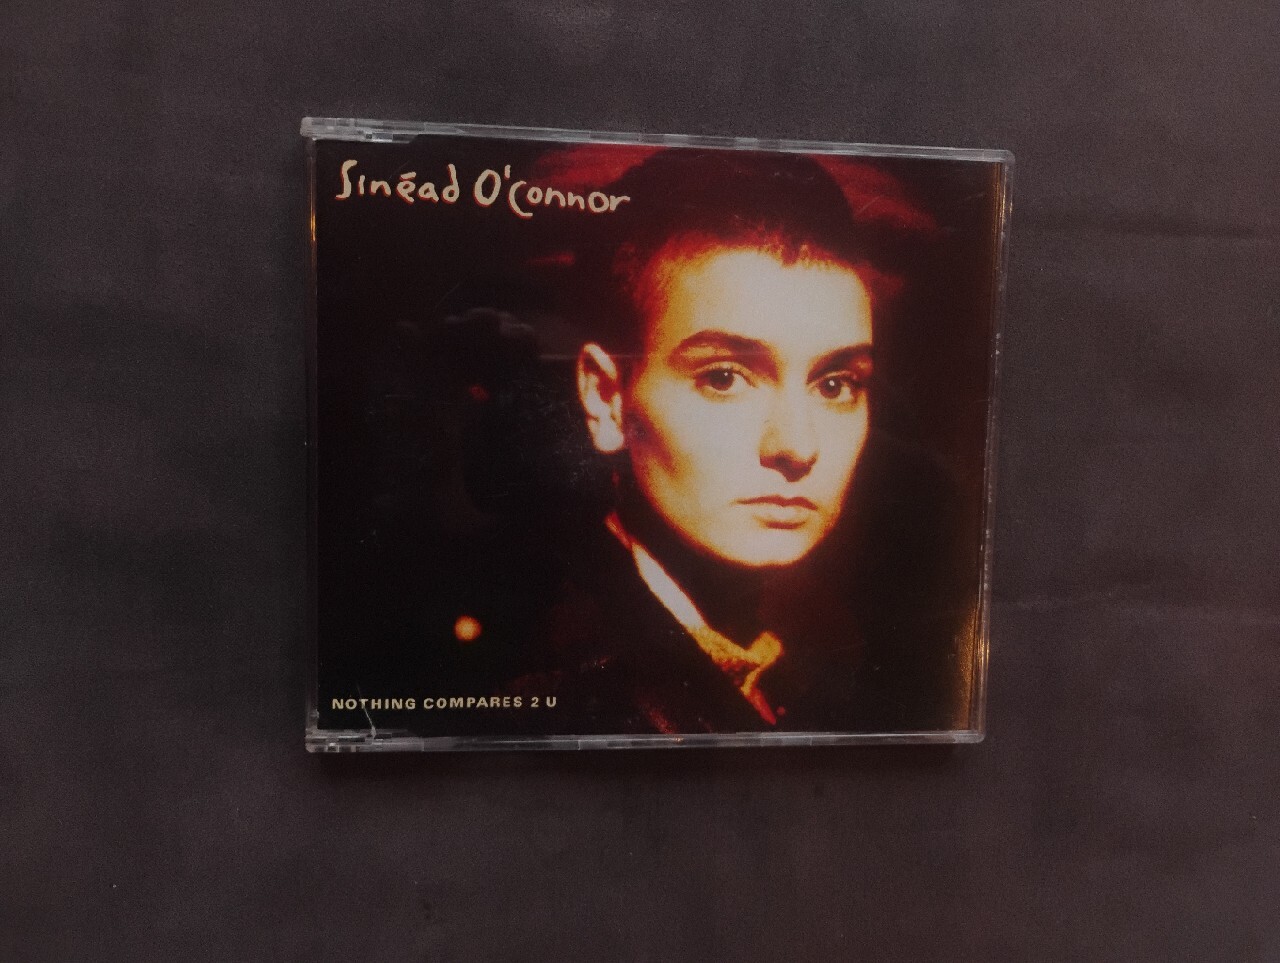 Sinéad O'Connor
NOTHING COMPARES 2 U